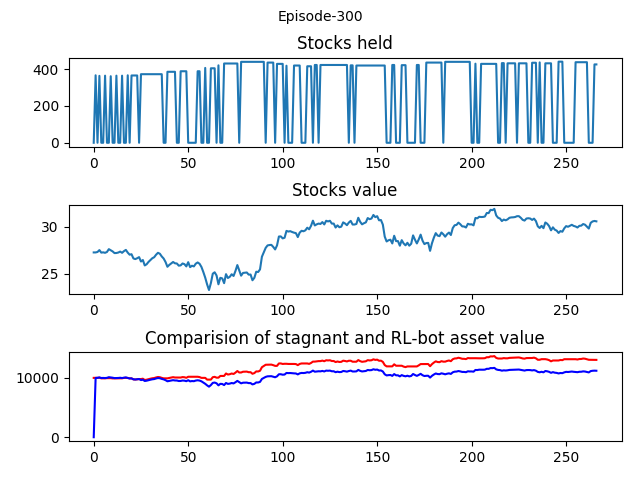 Episode-300
Stocks held
400
200
0
0 50 100 150 200 250
Stocks value
30
25
0 50 100 150 200 250
Comparision of stagnant and RL-bot asset value
10000
0
0 50 100 150 200 250